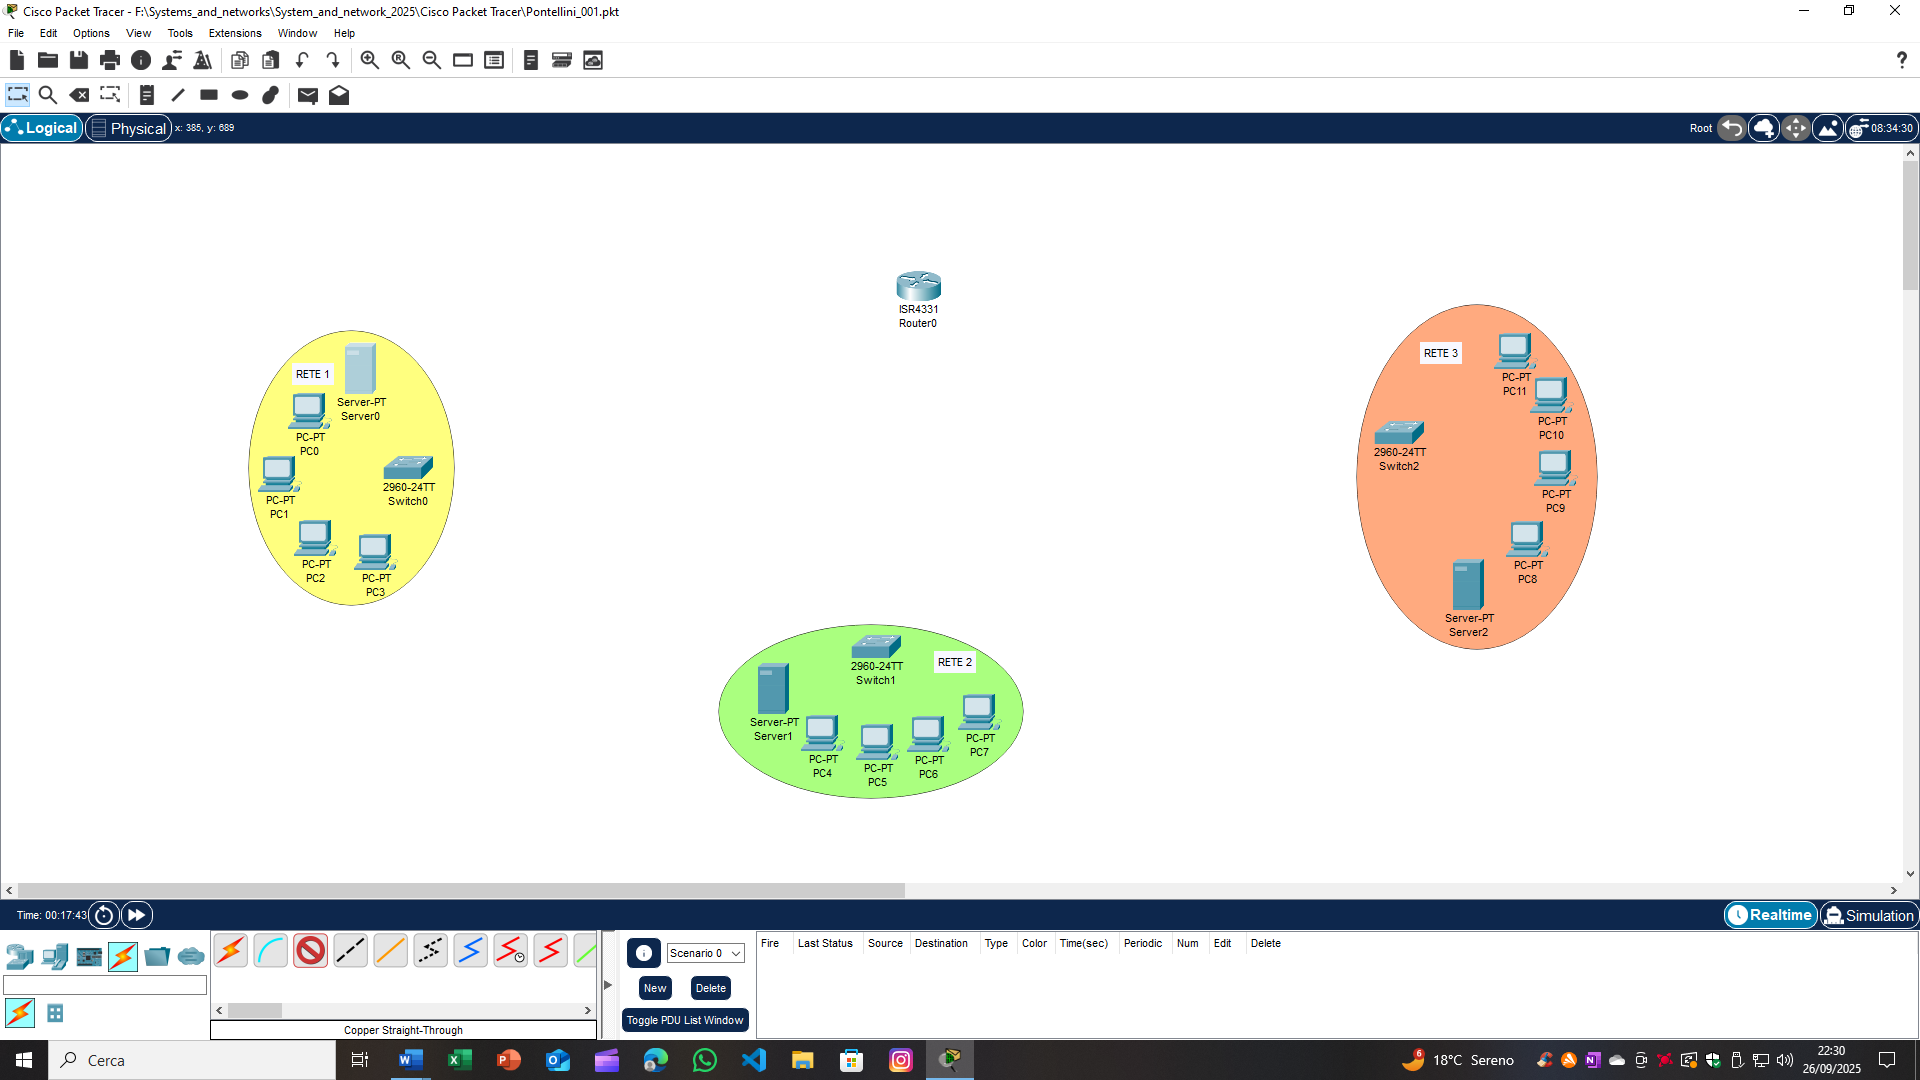 Cisco Packet Tracer - F:\Systems_and_networks\System_and_network_2025\Cisco Packet Tracer\Pontellini_001.pkt
File Edit Options View Tools Extensions Window Help
Logical Physical x: 385, y: 689 Root 08:34:30
ISR4331
Router0
RETE 1
Server-PT
Server0
PC-PT
PC0
PC-PT
PC1
2960-24TT
Switch0
PC-PT
PC2
PC-PT
PC3
RETE 3
PC-PT
PC11
PC-PT
PC10
2960-24TT
Switch2
PC-PT
PC9
PC-PT
PC8
Server-PT
Server2
2960-24TT
Switch1
RETE 2
Server-PT
Server1
PC-PT
PC4
PC-PT
PC5
PC-PT
PC6
PC-PT
PC7
Time: 00:17:43 Realtime Simulation
Scenario 0
New Delete
Toggle PDU List Window
Fire Last Status Source Destination Type Color Time(sec) Periodic Num Edit Delete
Copper Straight-Through
Cerca
6 18°C Sereno
22:30
26/09/2025